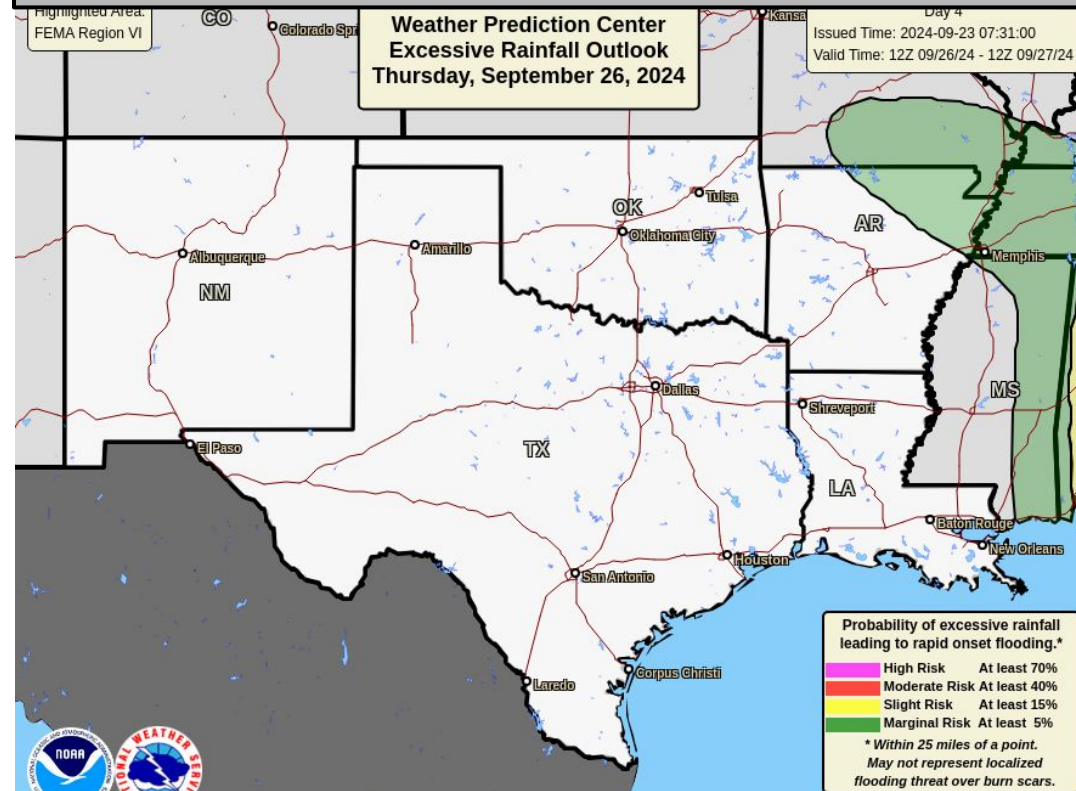 Highlighted Area:
FEMA Region VI
Weather Prediction Center
Excessive Rainfall Outlook
Thursday, September 26, 2024
Day 4
Issued Time: 2024-09-23 07:31:00
Valid Time: 12Z 09/26/24 - 12Z 09/27/24
CO
Colorado Spri
Kansa
OK
Tulsa
Oklahoma City
AR
Memphis
Albuquerque
NM
Amarillo
Dallas
Shreveport
MS
El Paso
TX
LA
Baton Rouge
New Orleans
Houston
San Antonio
Laredo
Corpus Christi
Probability of excessive rainfall
leading to rapid onset flooding.*
High Risk At least 70%
Moderate Risk At least 40%
Slight Risk At least 15%
Marginal Risk At least 5%
* Within 25 miles of a point.
May not represent localized
flooding threat over burn scars.
NOAA
WEATHER